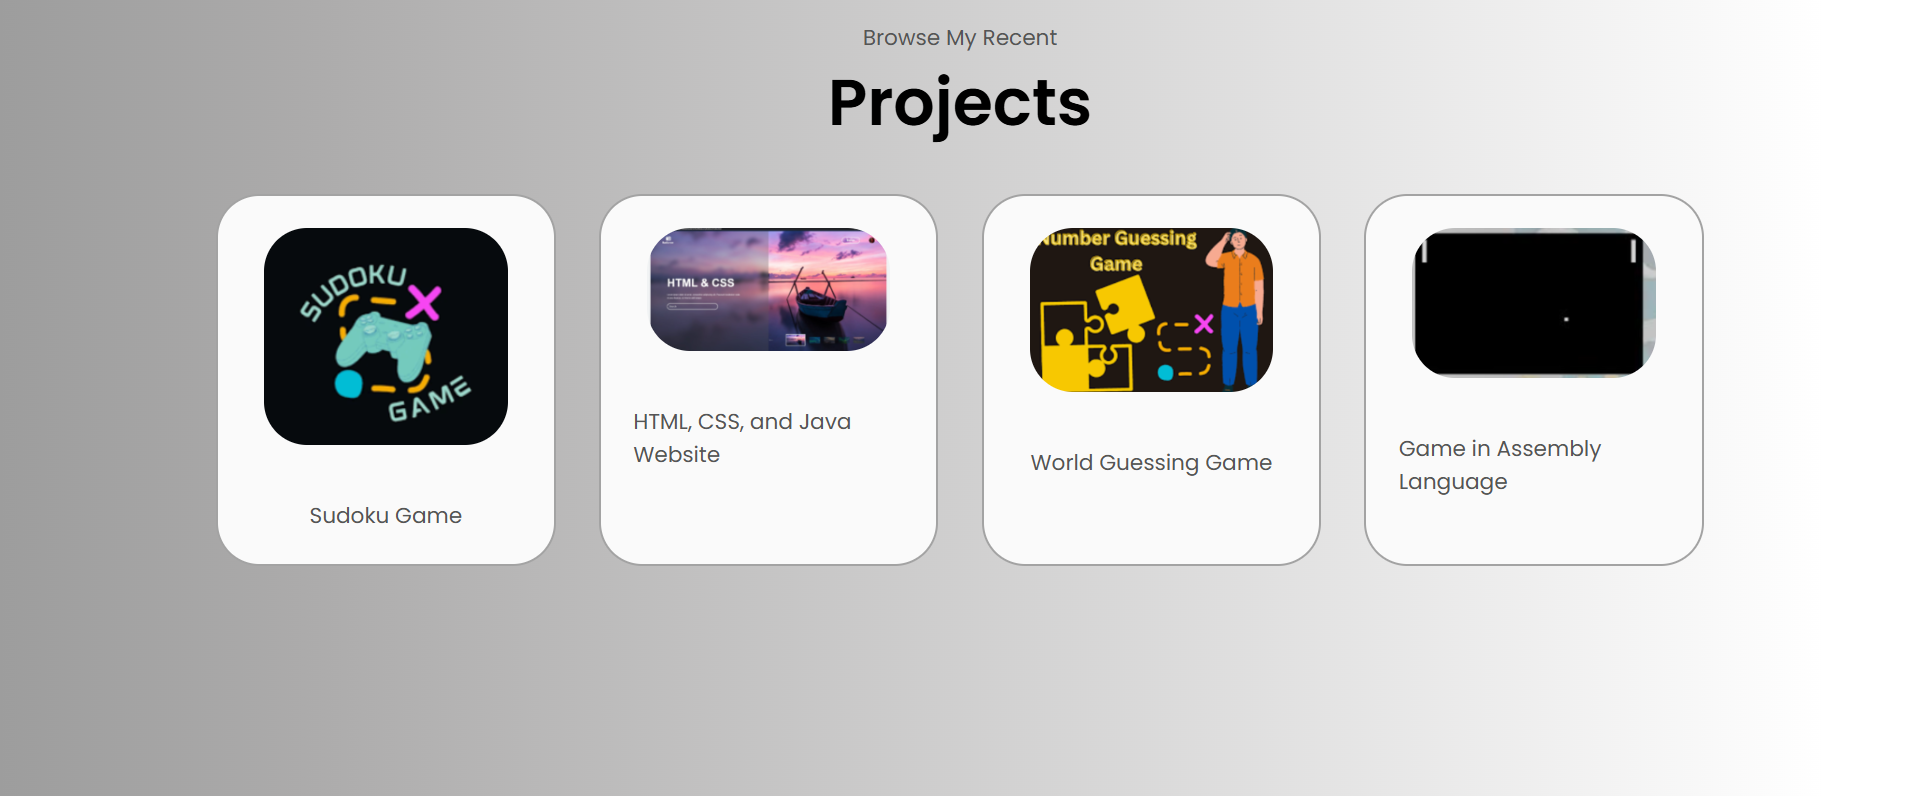 Browse My Recent
Projects
SUDOKU
GAME
Sudoku Game
HTML & CSS
HTML, CSS, and Java
Website
Number Guessing
Game
World Guessing Game
Game in Assembly
Language